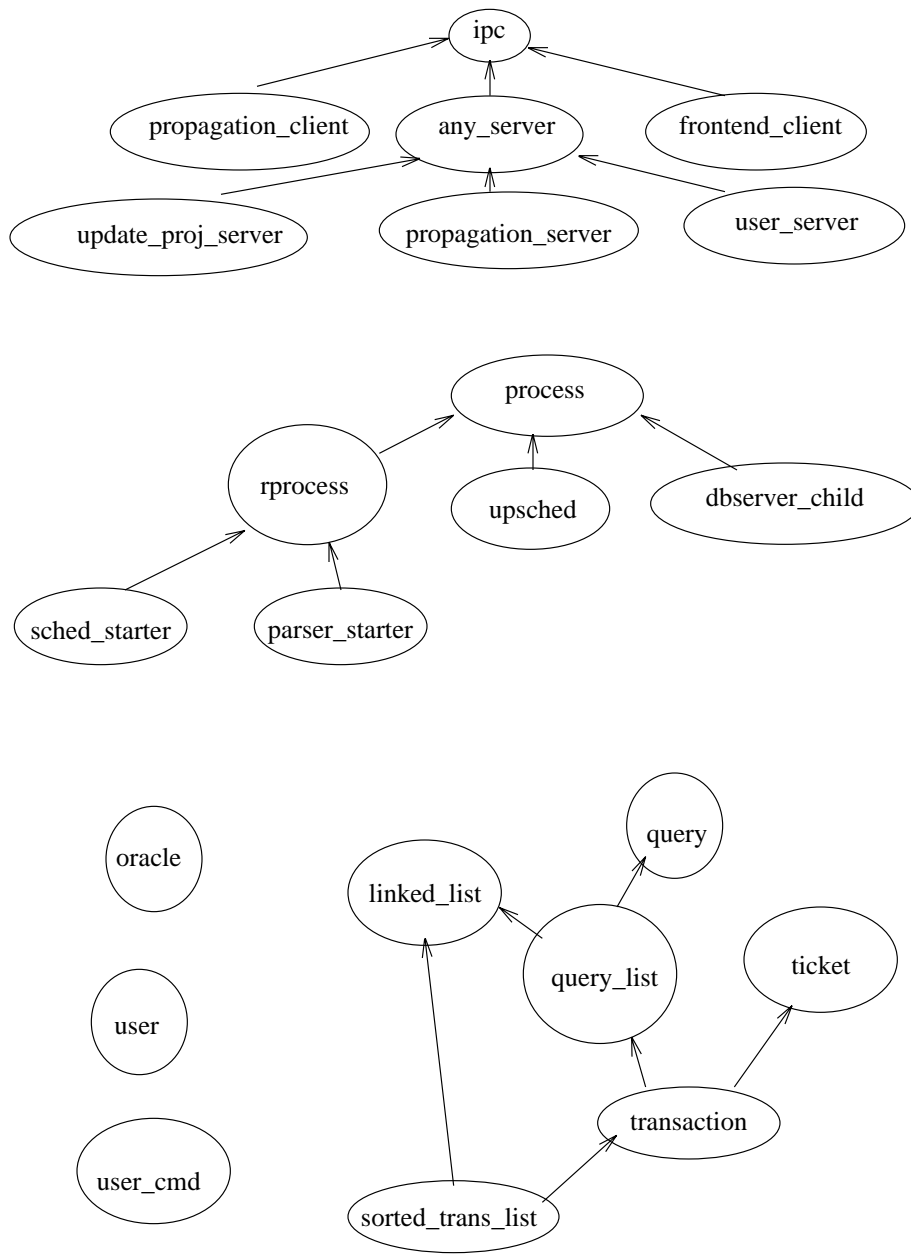 ipc
propagation_client
any_server
frontend_client
update_proj_server
propagation_server
user_server
process
rprocess
upsched
dbserver_child
sched_starter
parser_starter
query
oracle
linked_list
ticket
query_list
user
transaction
user_cmd
sorted_trans_list